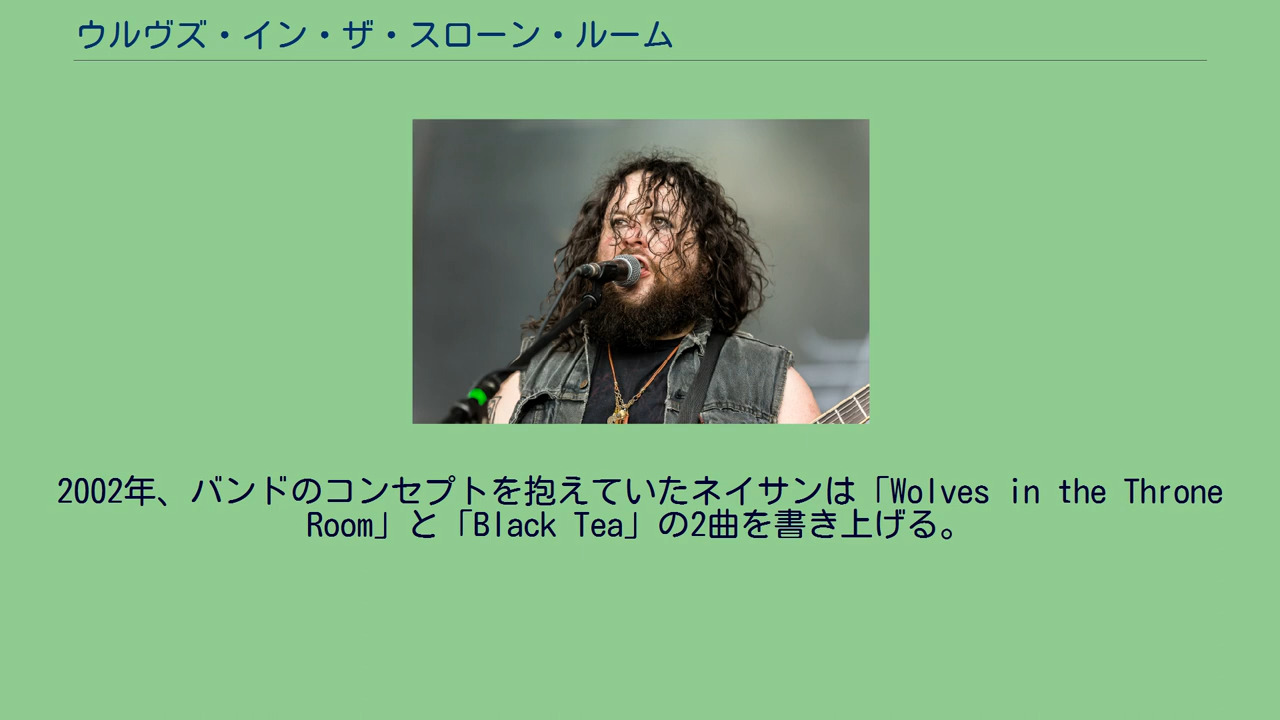 ウルヴズ・イン・ザ・スローン・ルーム
2002年、バンドのコンセプトを抱えていたネイサンは「Wolves in the Throne
Room」と「Black Tea」の2曲を書き上げる。